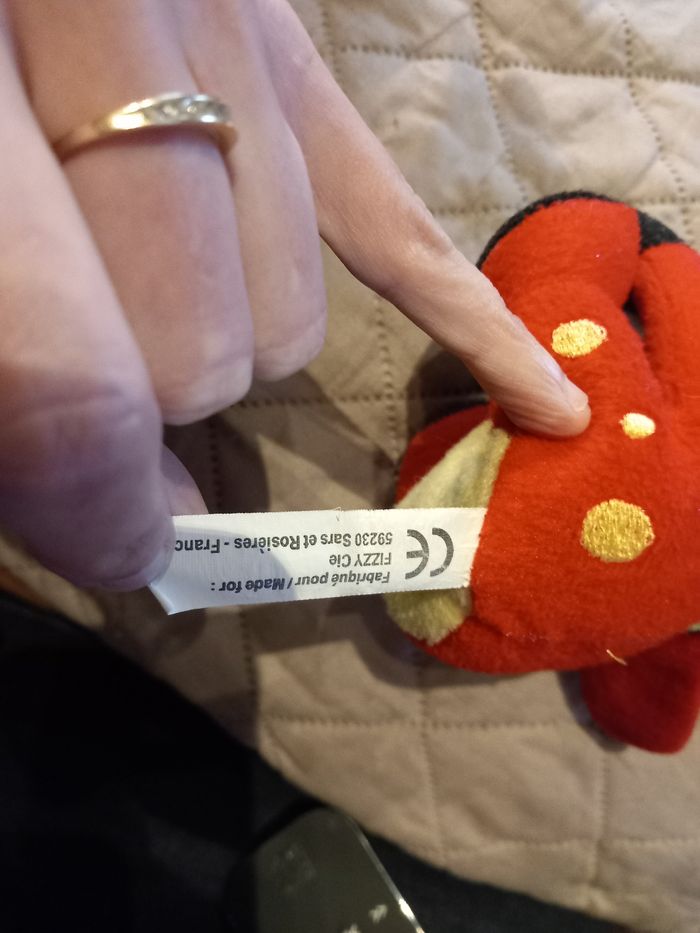 Fabriqué pour / Made for :
FIZZY Cie
59230 Sars et Rosières - Franc
CE